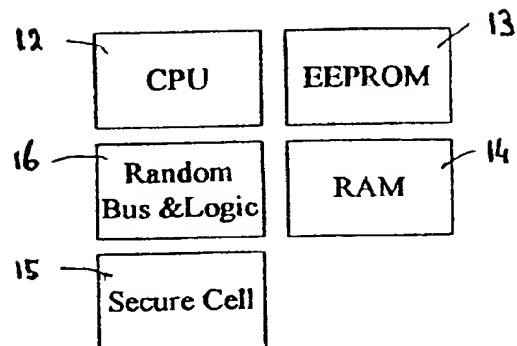 12
CPU
13
EEPROM
16
Random
Bus &Logic
14
RAM
15
Secure Cell